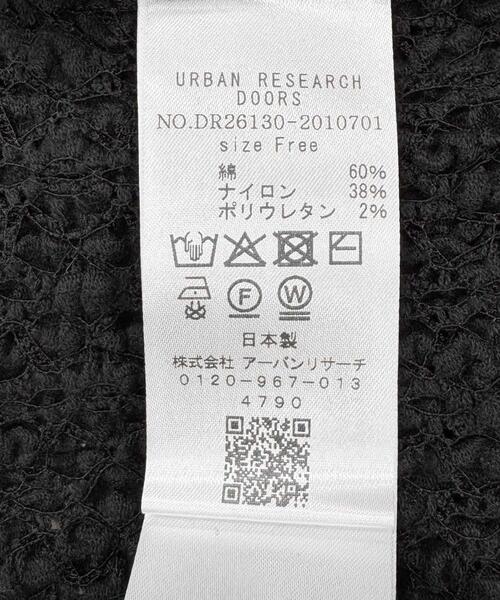 URBAN RESEARCH
DOORS
NO.DR26130-2010701
size Free
綿 60%
ナイロン 38%
ポリウレタン 2%
F W
日本製
株式会社 アーバンリサーチ
0120-967-013
4790